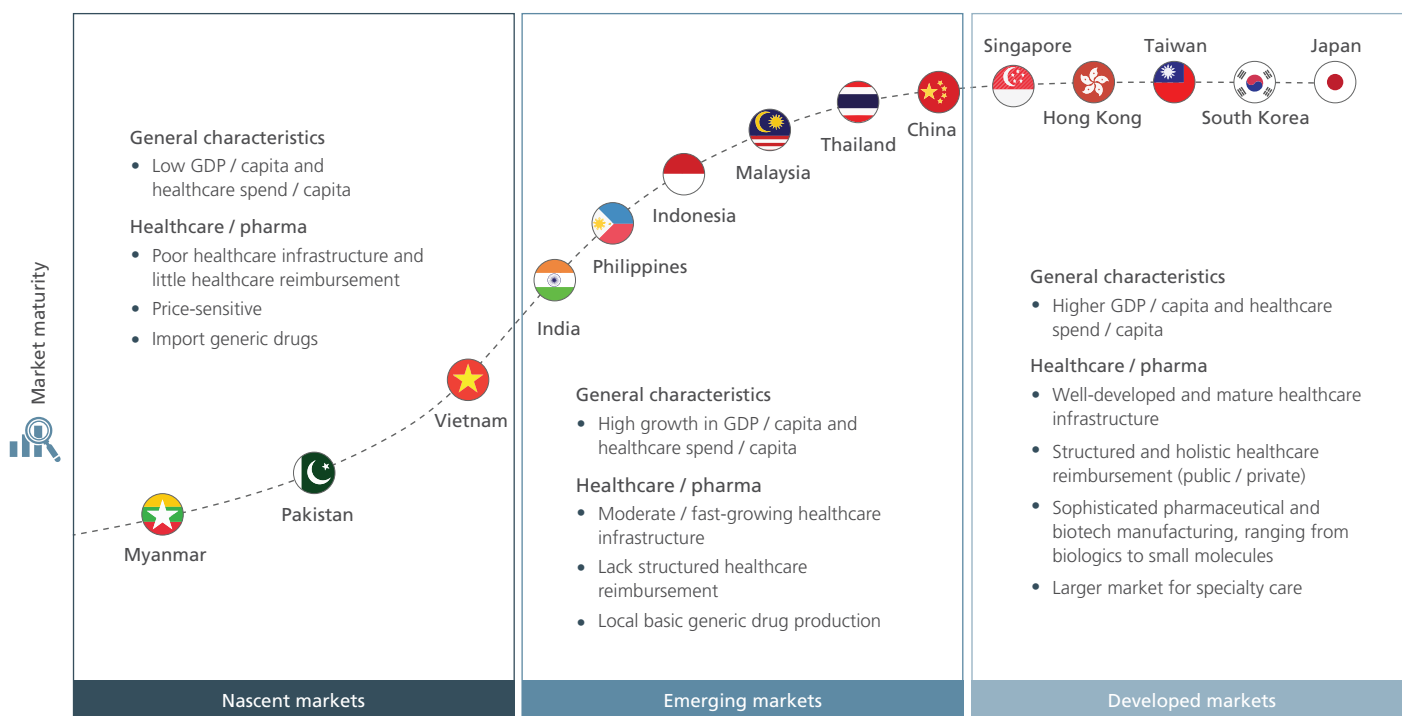 Market maturity
General characteristics
• Low GDP / capita and
healthcare spend / capita
Healthcare / pharma
• Poor healthcare infrastructure and
little healthcare reimbursement
• Price-sensitive
• Import generic drugs
Myanmar
Pakistan
Vietnam
Nascent markets
India
Philippines
Indonesia
Malaysia
Thailand
China
General characteristics
• High growth in GDP / capita and
healthcare spend / capita
Healthcare / pharma
• Moderate / fast-growing healthcare
infrastructure
• Lack structured healthcare
reimbursement
• Local basic generic drug production
Emerging markets
Singapore
Hong Kong
Taiwan
South Korea
Japan
General characteristics
• Higher GDP / capita and healthcare
spend / capita
Healthcare / pharma
• Well-developed and mature healthcare
infrastructure
• Structured and holistic healthcare
reimbursement (public / private)
• Sophisticated pharmaceutical and
biotech manufacturing, ranging from
biologics to small molecules
• Larger market for specialty care
Developed markets